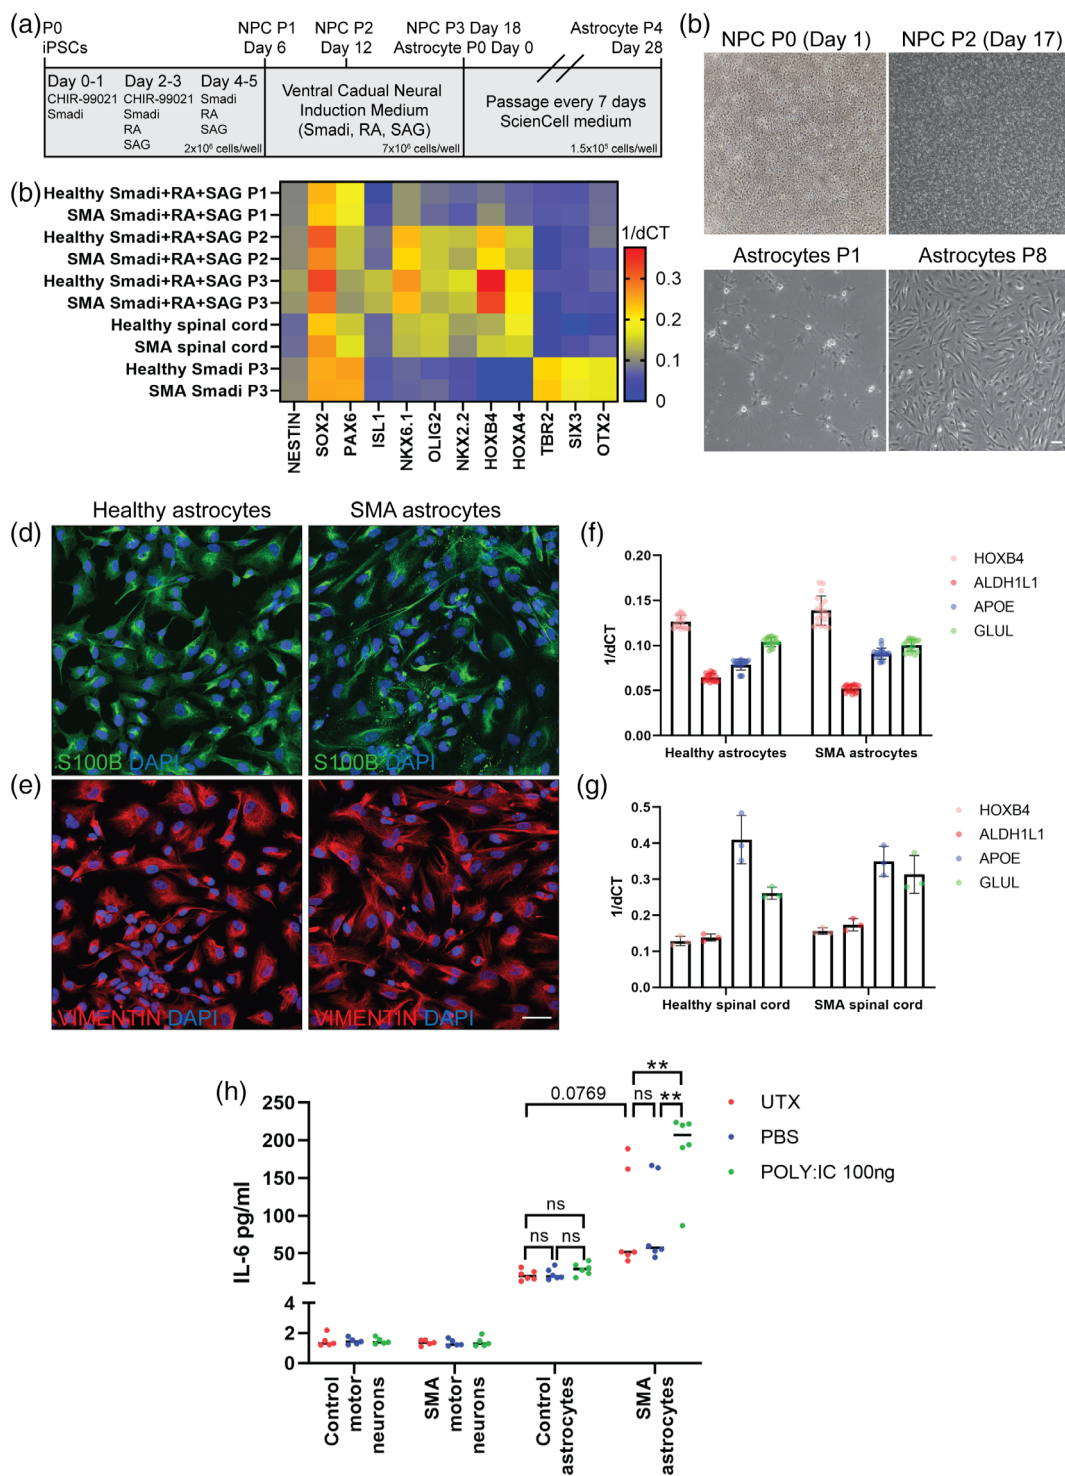 (a)
P0
iPSCs
NPC P1
Day 6
NPC P2
Day 12
NPC P3 Day 18
Astrocyte P0 Day 0
Astrocyte P4
Day 28
Day 0-1
CHIR-99021
Smadi
Day 2-3
CHIR-99021
Smadi
RA
SAG
Day 4-5
Smadi
RA
SAG
2x10⁶ cells/well
Ventral Cadual Neural
Induction Medium
(Smadi, RA, SAG)
7x10⁶ cells/well
Passage every 7 days
ScienCell medium
1.5x10⁵ cells/well
(b)
NPC P0 (Day 1)
NPC P2 (Day 17)
Astrocytes P1
Astrocytes P8
(b)
Healthy Smadi+RA+SAG P1
SMA Smadi+RA+SAG P1
Healthy Smadi+RA+SAG P2
SMA Smadi+RA+SAG P2
Healthy Smadi+RA+SAG P3
SMA Smadi+RA+SAG P3
Healthy spinal cord
SMA spinal cord
Healthy Smadi P3
SMA Smadi P3
NESTIN
SOX2
PAX6
ISL1
NKX6.1
OLIG2
NKX2.2
HOXB4
HOXA4
TBR2
SIX3
OTX2
1/dCT
0.3
0.2
0.1
0
Healthy astrocytes
SMA astrocytes
(d)
S100B DAPI
S100B DAPI
(e)
VIMENTIN DAPI
VIMENTIN DAPI
(f)
1/dCT
0.20
0.15
0.10
0.05
0.00
Healthy astrocytes
SMA astrocytes
HOXB4
ALDH1L1
APOE
GLUL
(g)
1/dCT
0.5
0.4
0.3
0.2
0.1
0.0
Healthy spinal cord
SMA spinal cord
HOXB4
ALDH1L1
APOE
GLUL
(h)
IL-6 pg/ml
250
200
150
100
50
4
2
0
ns
ns
ns
0.0769
**
ns
**
UTX
PBS
POLY:IC 100ng
Control
motor
neurons
SMA
motor
neurons
Control
astrocytes
SMA
astrocytes